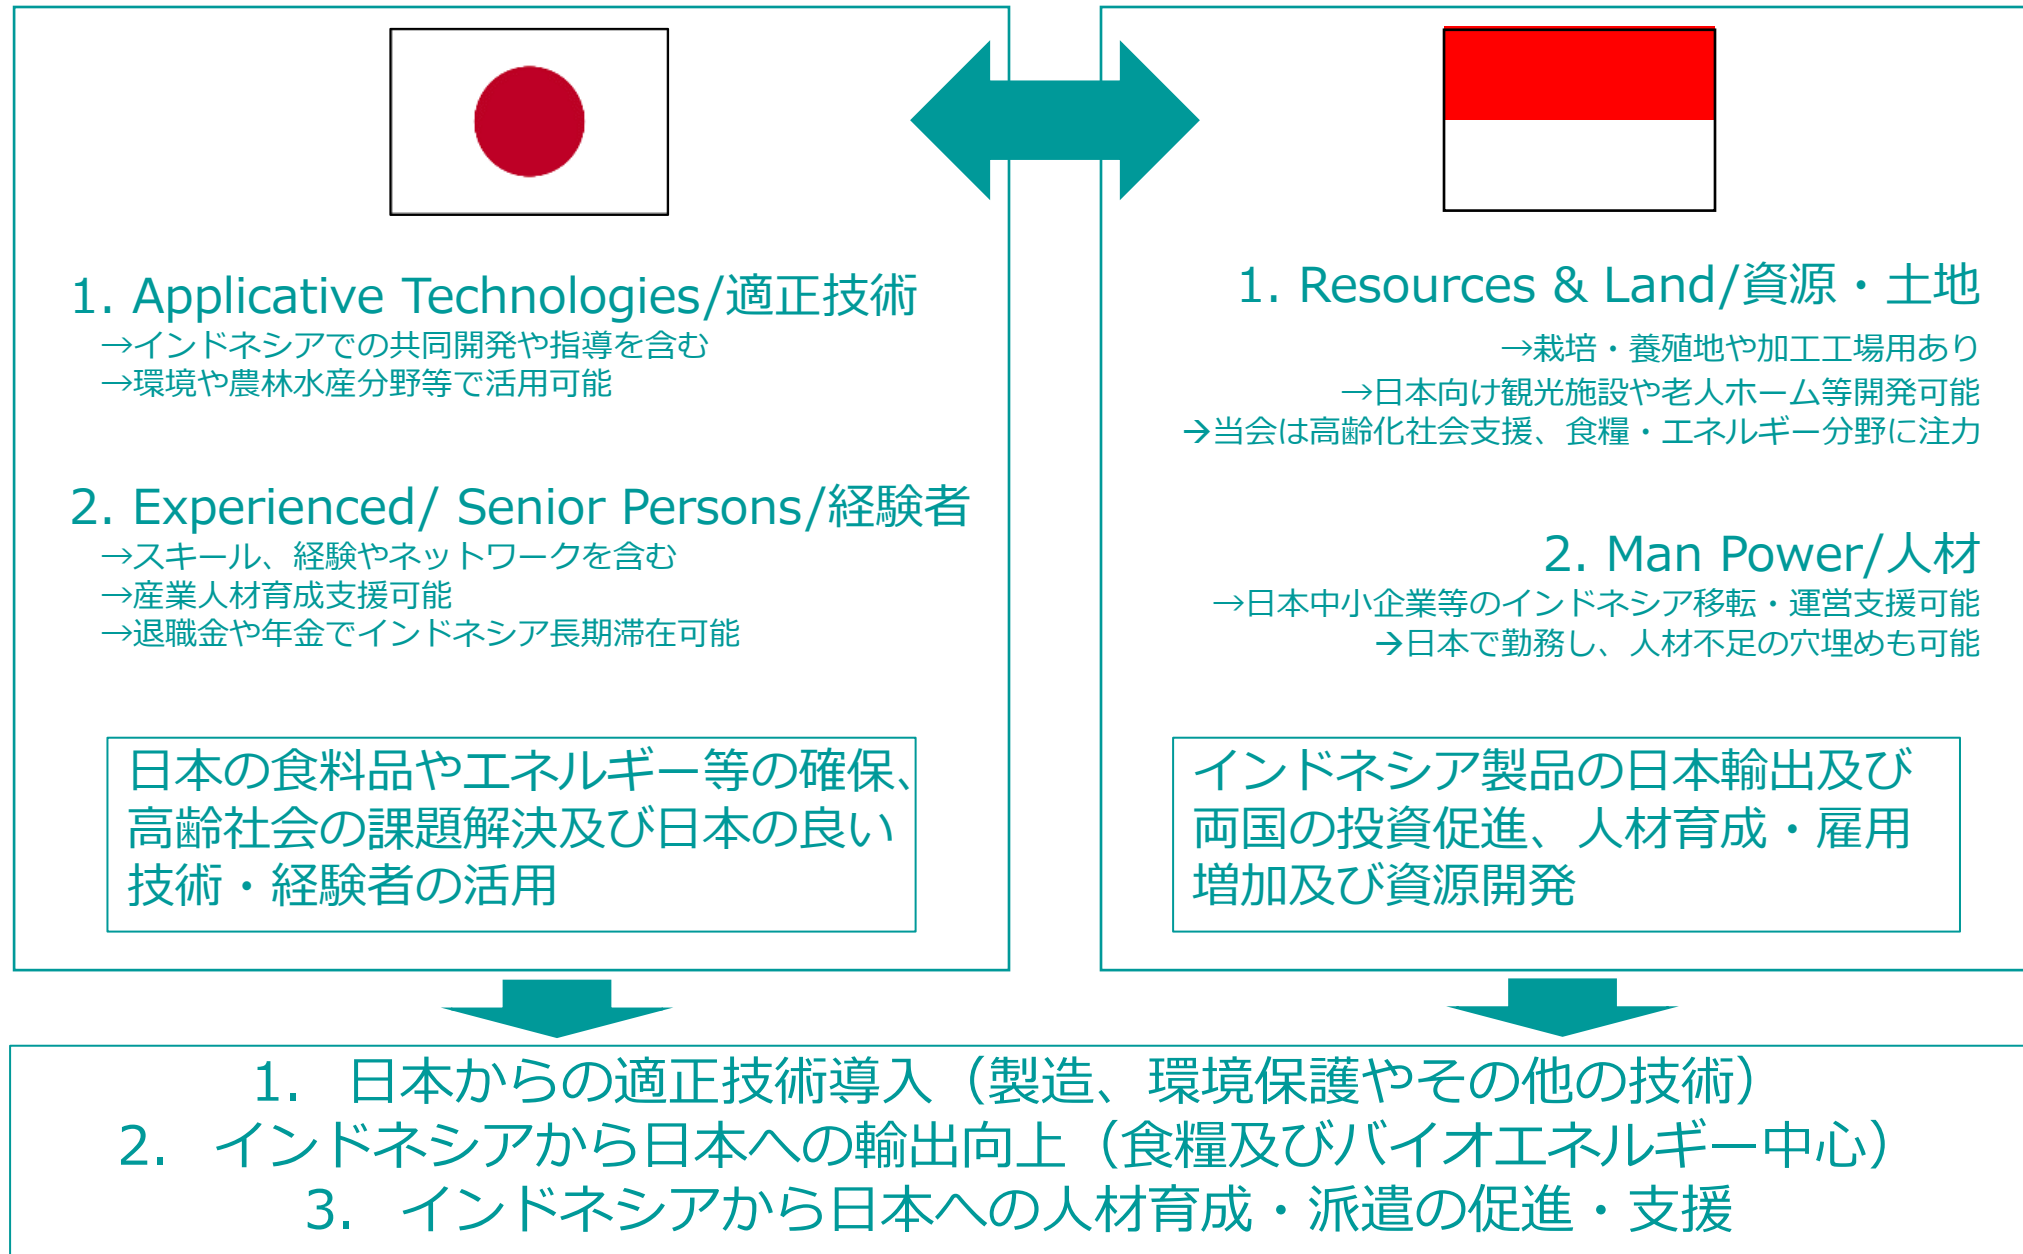 1. Applicative Technologies/適正技術
→インドネシアでの共同開発や指導を含む
→環境や農林水産分野等で活用可能
2. Experienced/ Senior Persons/経験者
→スキール、経験やネットワークを含む
→産業人材育成支援可能
→退職金や年金でインドネシア長期滞在可能
日本の食料品やエネルギー等の確保、
高齢社会の課題解決及び日本の良い
技術・経験者の活用
1. Resources & Land/資源・土地
→栽培・養殖地や加工工場用あり
→日本向け観光施設や老人ホーム等開発可能
→当会は高齢化社会支援、食糧・エネルギー分野に注力
2. Man Power/人材
→日本中小企業等のインドネシア移転・運営支援可能
→日本で勤務し、人材不足の穴埋めも可能
インドネシア製品の日本輸出及び
両国の投資促進、人材育成・雇用
増加及び資源開発
1. 日本からの適正技術導入（製造、環境保護やその他の技術）
2. インドネシアから日本への輸出向上（食糧及びバイオエネルギー中心）
3. インドネシアから日本への人材育成・派遣の促進・支援